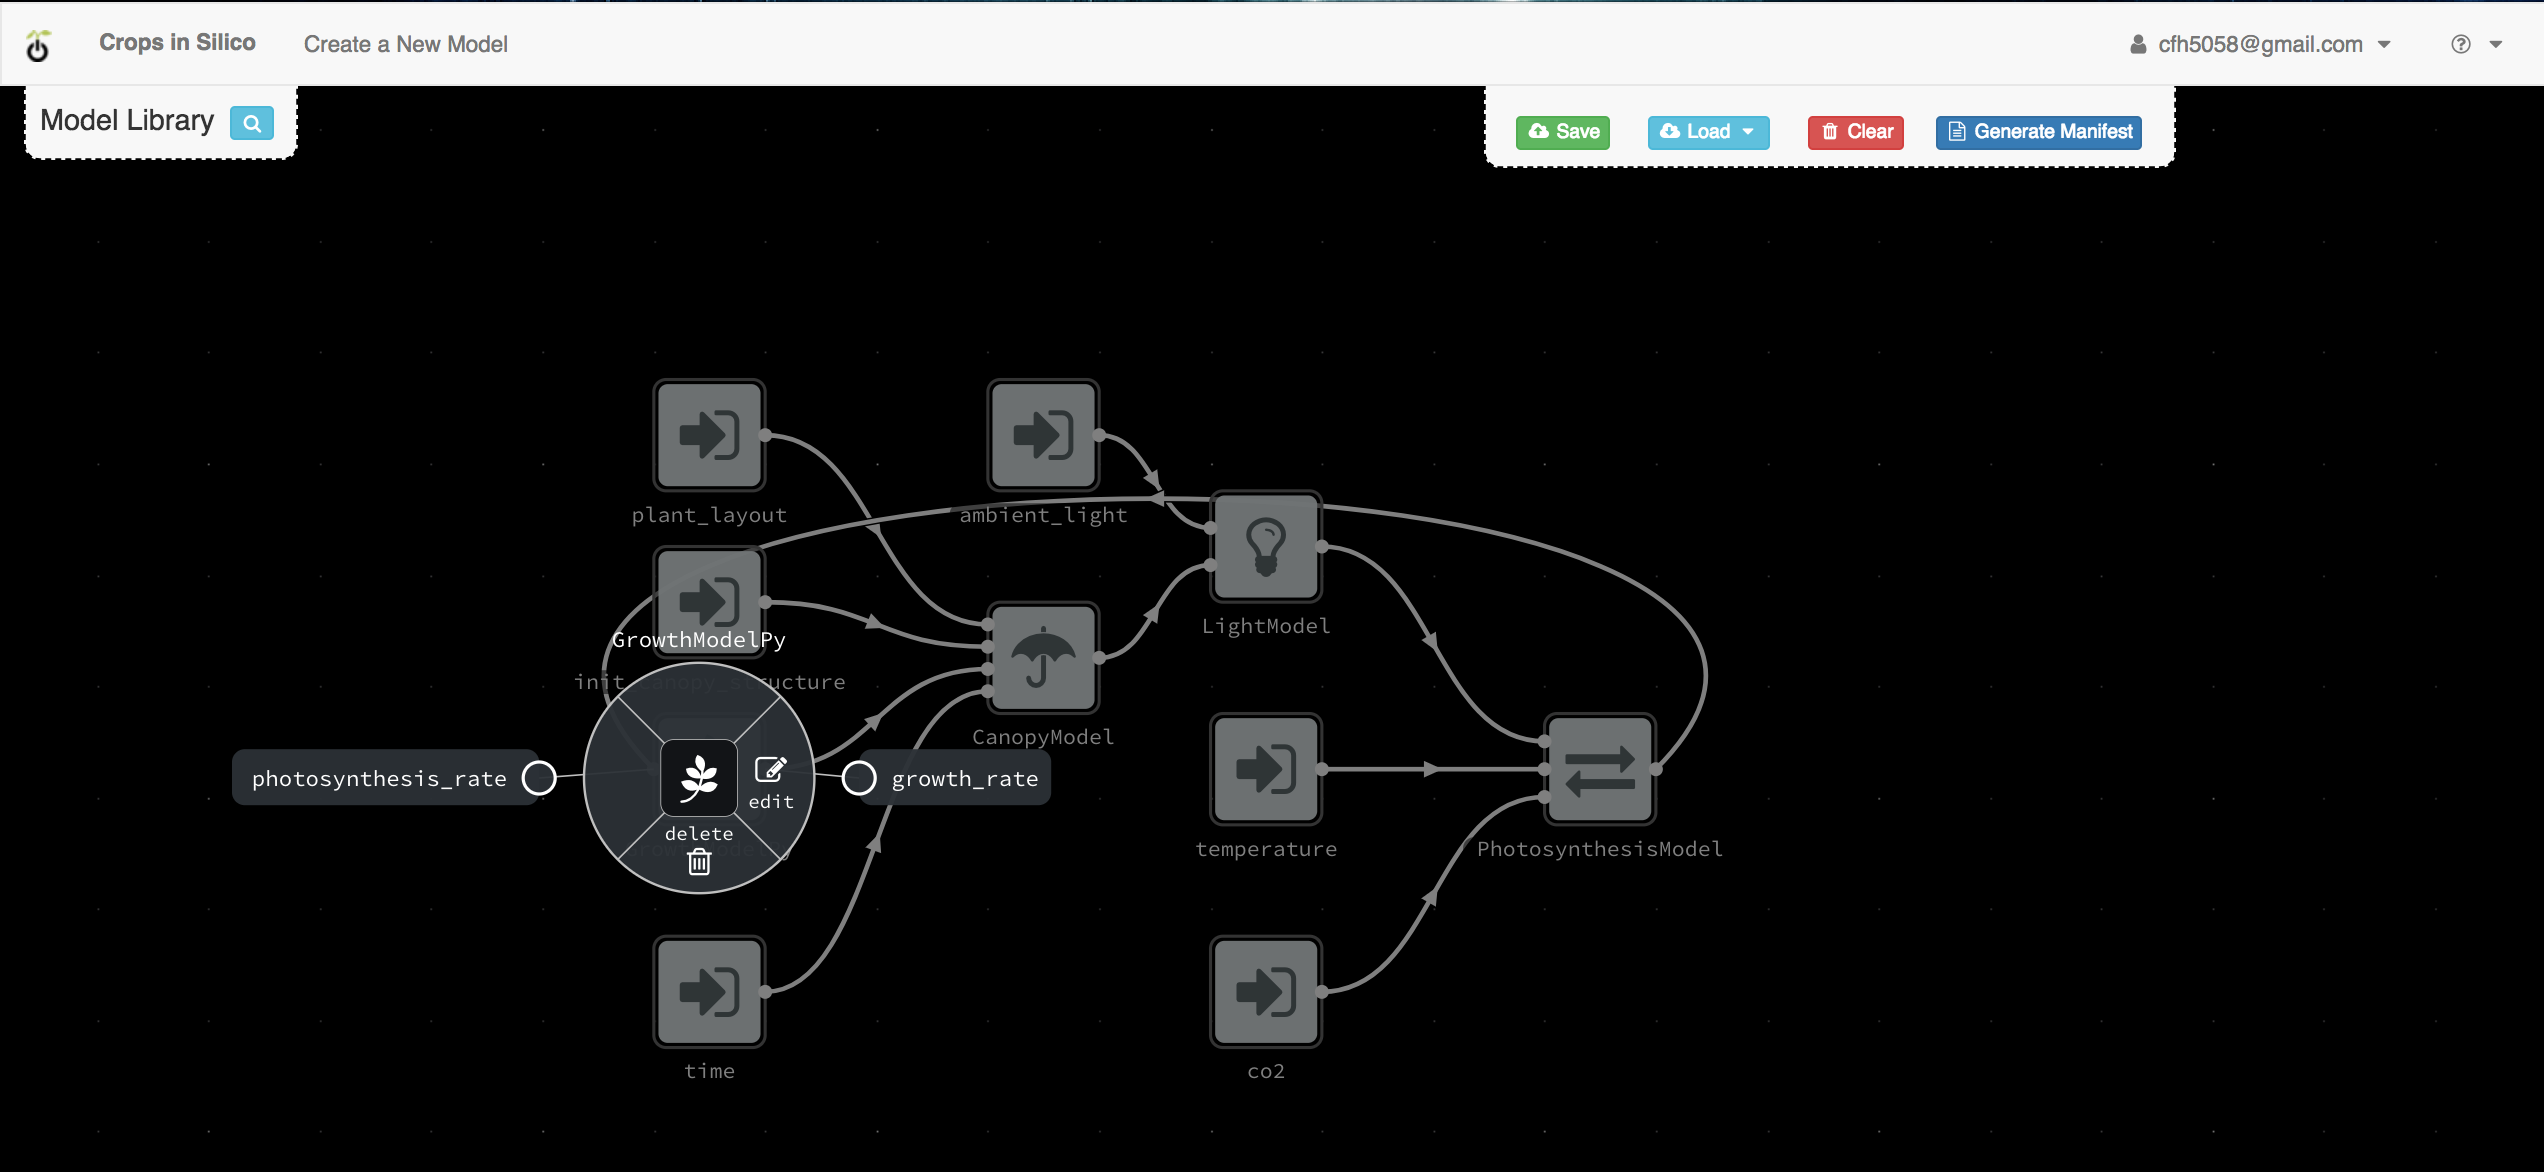 Crops in Silico
Create a New Model
cfh5058@gmail.com
Model Library
Save
Load
Clear
Generate Manifest
plant_layout
ambient_light
GrowthModelPy
LightModel
init_canopy_structure
CanopyModel
photosynthesis_rate
edit
growth_rate
delete
GrowthModelPy
temperature
PhotosynthesisModel
time
co2